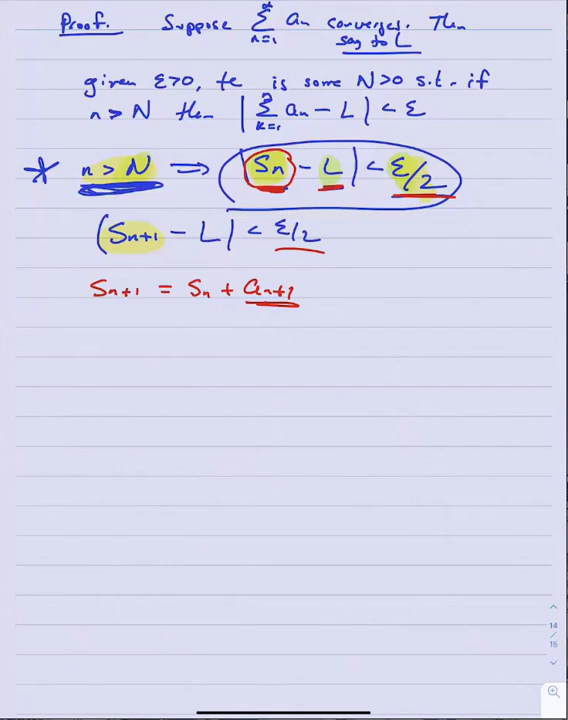 Proof. Suppose ∞ Σ n=1 an converges. Then
say to L
given ε>0, te is some N>0 s.t. if
n > N then | n Σ k=1 an − L | < ε
* n > N ⟹ |Sn − L| < ε/2
|Sn+1 − L| < ε/2
Sn+1 = Sn + an+1
14
/
15